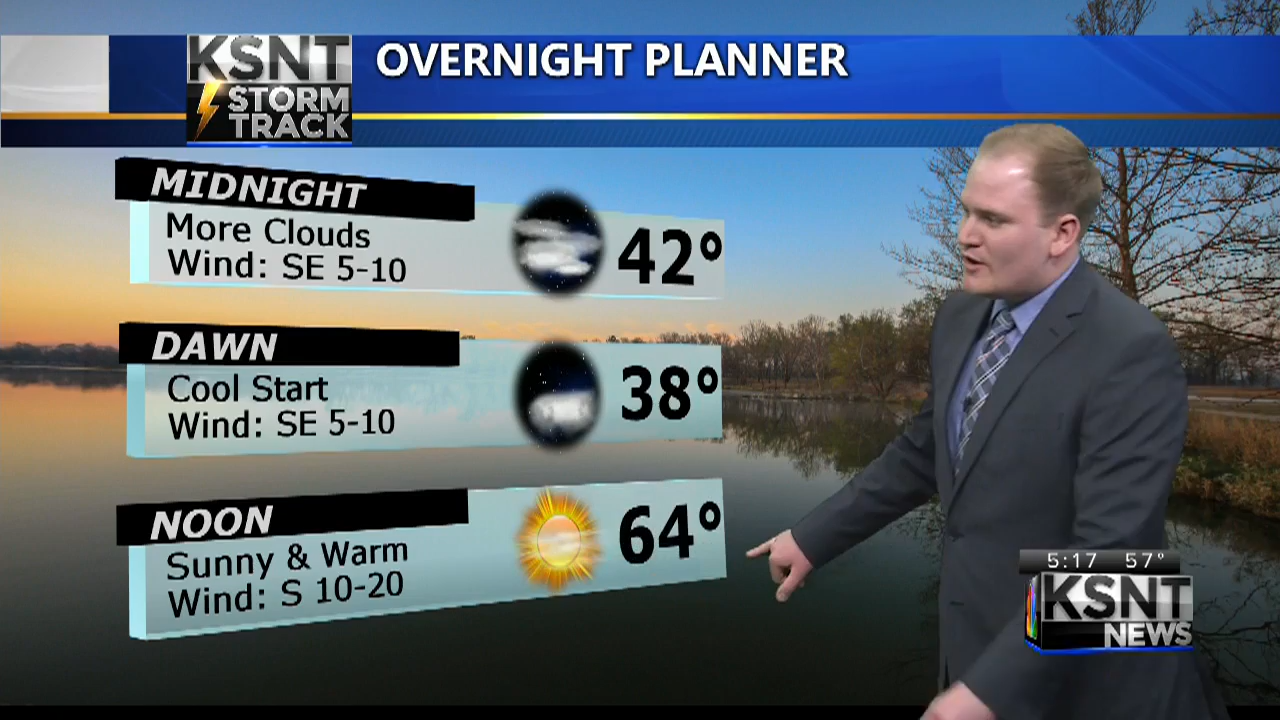 KSNT
STORM
TRACK
OVERNIGHT PLANNER
MIDNIGHT
More Clouds
Wind: SE 5-10
42°
DAWN
Cool Start
Wind: SE 5-10
38°
NOON
Sunny & Warm
Wind: S 10-20
64°
5:17 57°
KSNT
NEWS